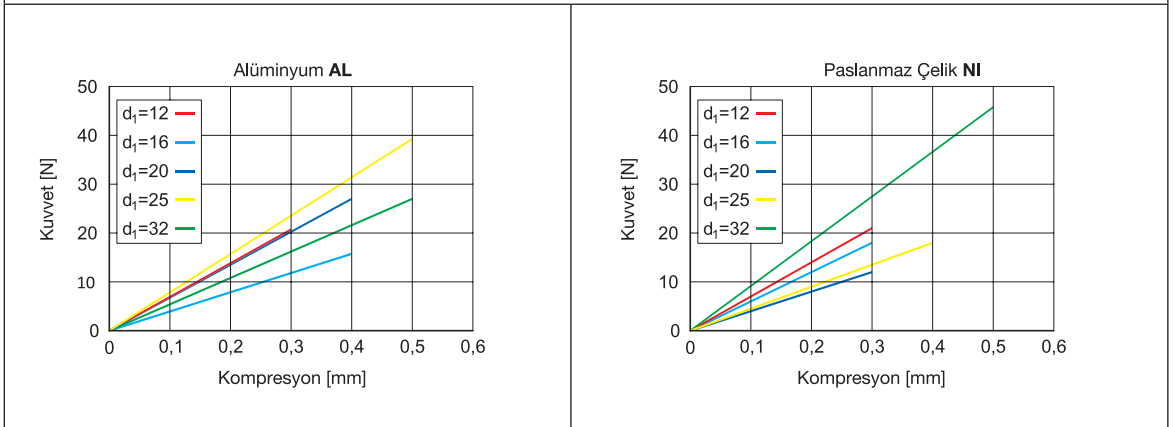 Alüminyum AL
Kuvvet [N]
50
40
30
20
10
0
d1=12
d1=16
d1=20
d1=25
d1=32
0 0,1 0,2 0,3 0,4 0,5 0,6
Kompresyon [mm]
Paslanmaz Çelik NI
Kuvvet [N]
50
40
30
20
10
0
d1=12
d1=16
d1=20
d1=25
d1=32
0 0,1 0,2 0,3 0,4 0,5 0,6
Kompresyon [mm]